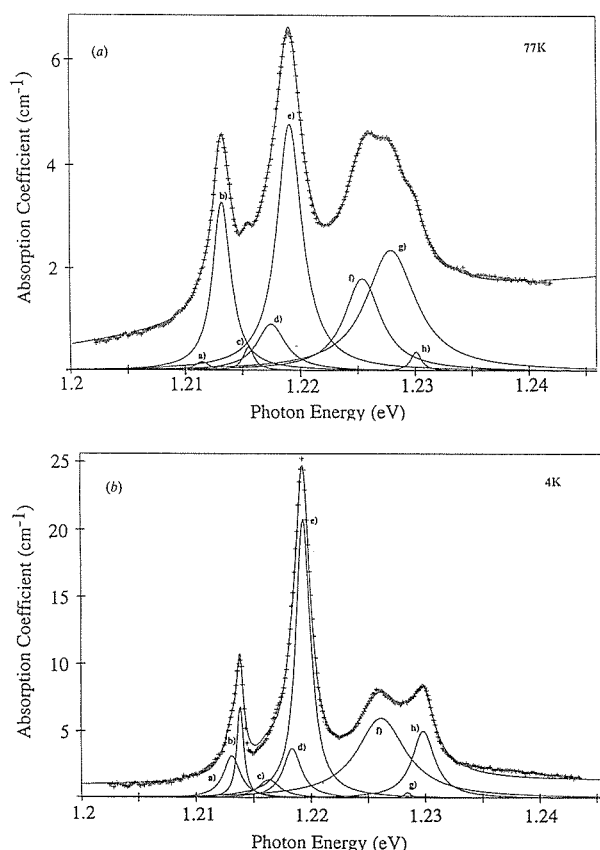 (a)
77K
Absorption Coefficient (cm⁻¹)
6
4
2
a)
b)
c)
d)
e)
f)
g)
h)
1.2
1.21
1.22
1.23
1.24
Photon Energy (eV)
(b)
4K
Absorption Coefficient (cm⁻¹)
25
20
15
10
5
a)
b)
c)
d)
e)
f)
g)
h)
1.2
1.21
1.22
1.23
1.24
Photon Energy (eV)